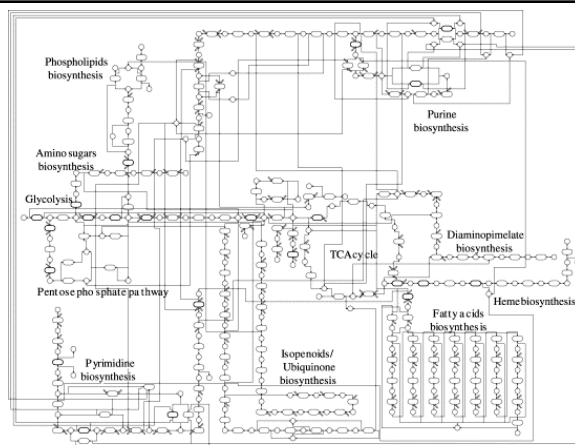 Phospholipids
biosynthesis
Purine
biosynthesis
Amino sugars
biosynthesis
Glycolysis
Diaminopimelate
biosynthesis
TCA cycle
Pentose phosphate pathway
Heme biosynthesis
Fatty acids
biosynthesis
Isopenoids/
Ubiquinone
biosynthesis
Pyrimidine
biosynthesis